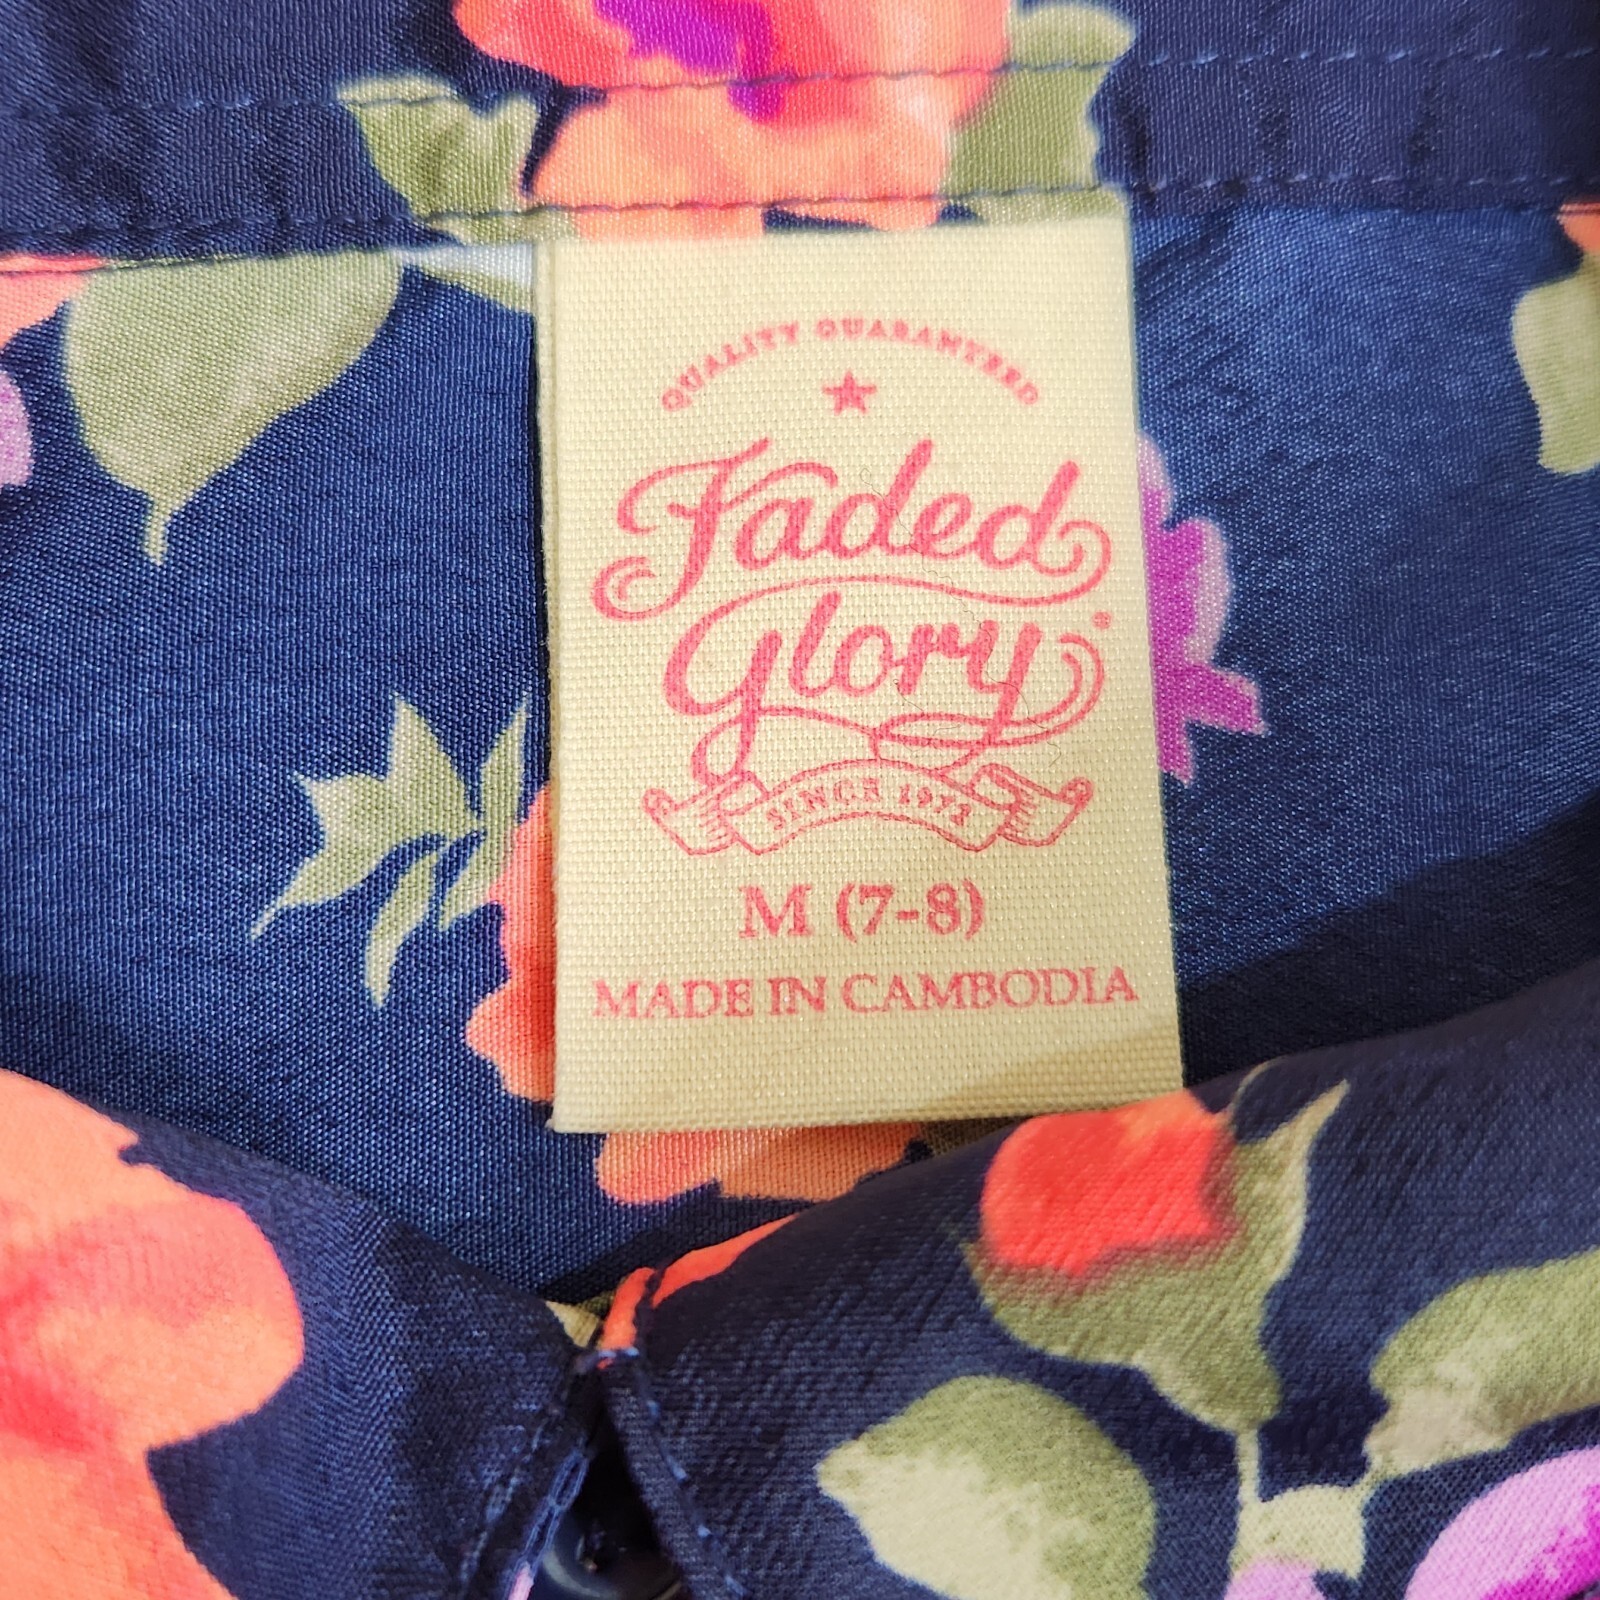 QUALITY GUARANTEED
Faded
Glory
SINCE 1972
M (7-8)
MADE IN CAMBODIA